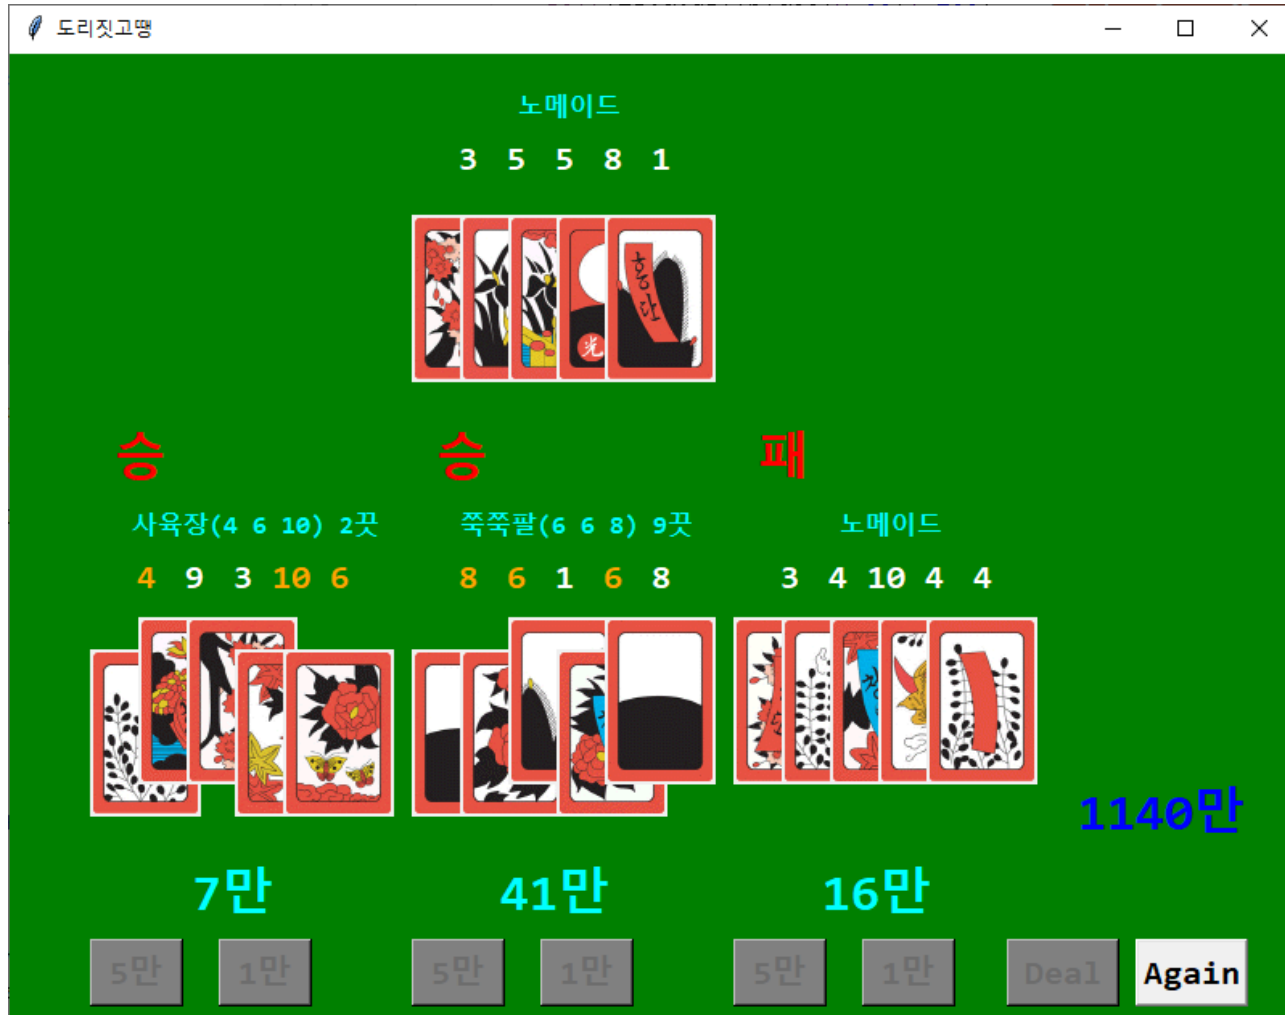 도리짓고땡
노메이드
3 5 5 8 1
光
홍단
승 승 패
사육장(4 6 10) 2끗 쭉쭉팔(6 6 8) 9끗 노메이드
4 9 3 10 6 8 6 1 6 8 3 4 10 4 4
1140만
7만 41만 16만
5만 1만 5만 1만 5만 1만 Deal Again